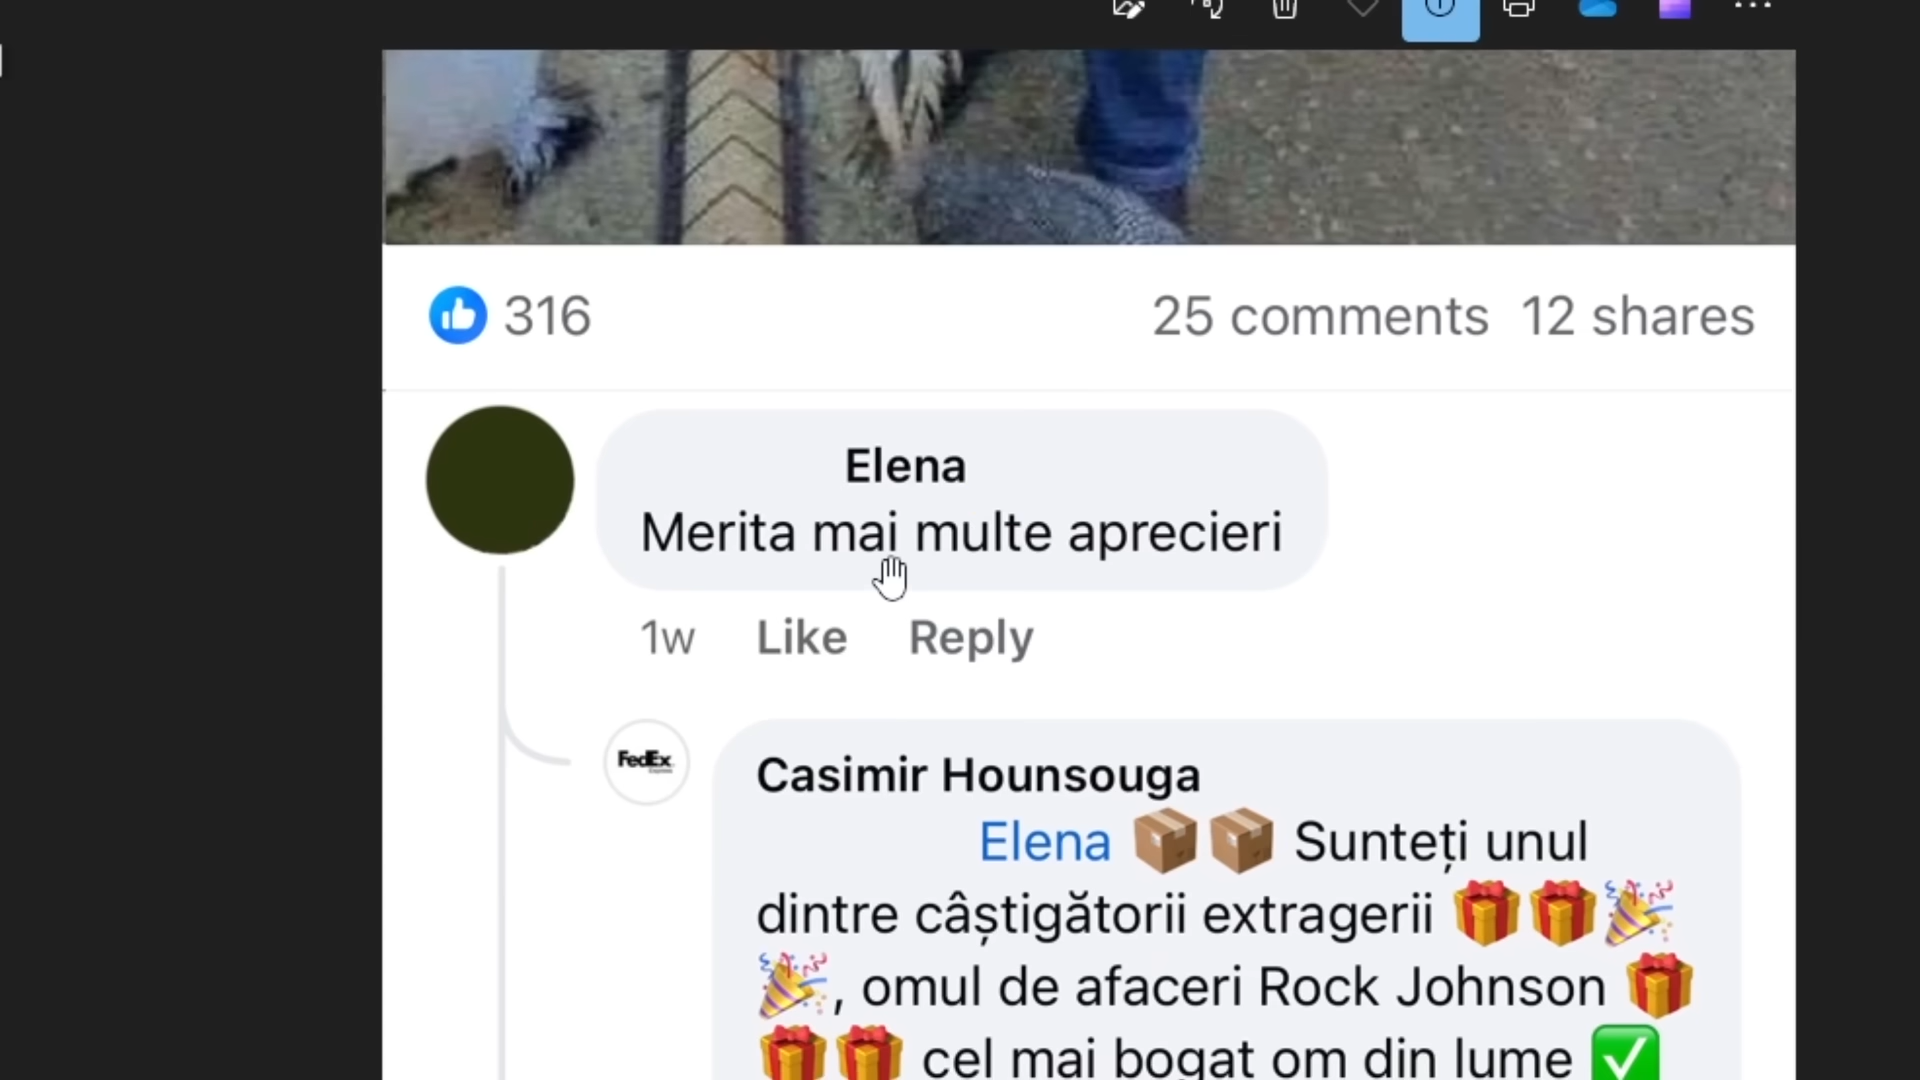 316
25 comments 12 shares
Elena
Merita mai multe aprecieri
1w Like Reply
FedEx
Casimir Hounsouga
Elena 📦📦 Sunteți unul
dintre câștigătorii extragerii 🎁🎁🎉
🎉, omul de afaceri Rock Johnson 🎁
🎁🎁 cel mai bogat om din lume ✅